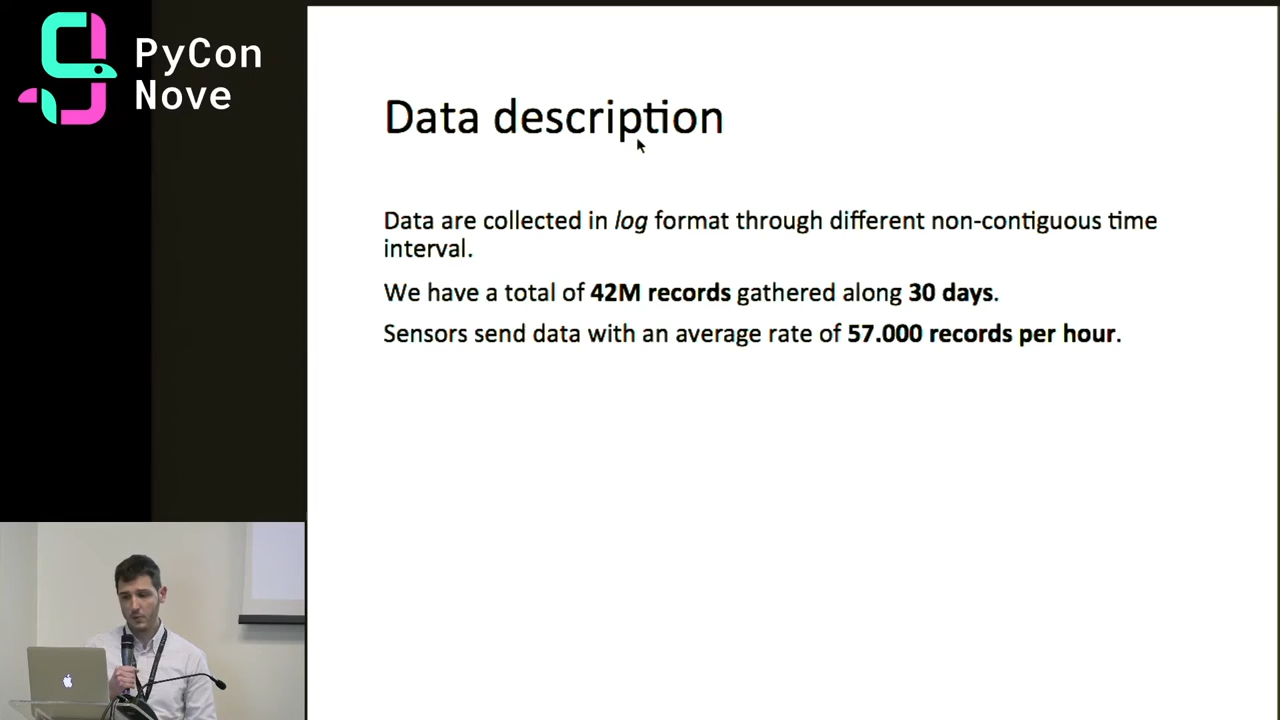 PyCon
Nove
Data description
Data are collected in log format through different non-contiguous time
interval.
We have a total of 42M records gathered along 30 days.
Sensors send data with an average rate of 57.000 records per hour.